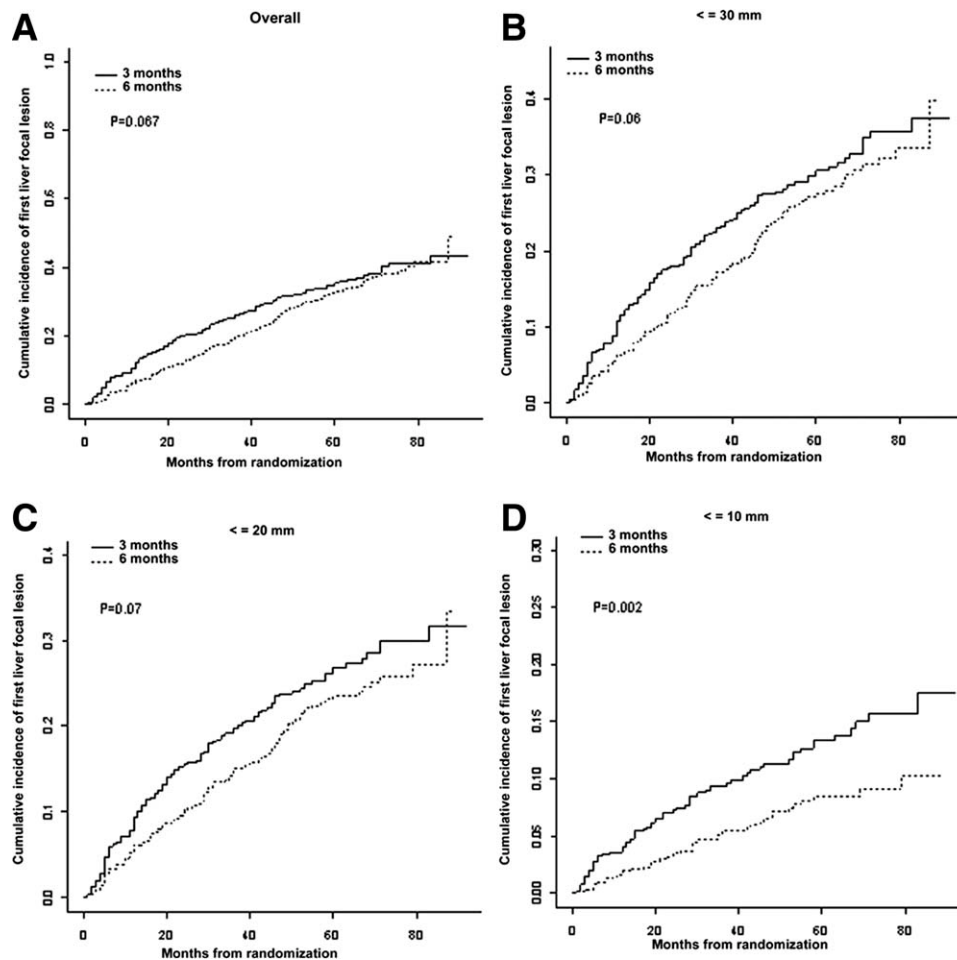 A
Overall
3 months
6 months
P=0.067
Cumulative incidence of first liver focal lesion
1.0
0.8
0.6
0.4
0.2
0.0
0 20 40 60 80
Months from randomization
B
< = 30 mm
3 months
6 months
P=0.06
Cumulative incidence of first liver focal lesion
0.4
0.3
0.2
0.1
0.0
0 20 40 60 80
Months from randomization
C
< = 20 mm
3 months
6 months
P=0.07
Cumulative incidence of first liver focal lesion
0.4
0.3
0.2
0.1
0.0
0 20 40 60 80
Months from randomization
D
< = 10 mm
3 months
6 months
P=0.002
Cumulative incidence of first liver focal lesion
0.30
0.25
0.20
0.15
0.10
0.05
0.00
0 20 40 60 80
Months from randomization